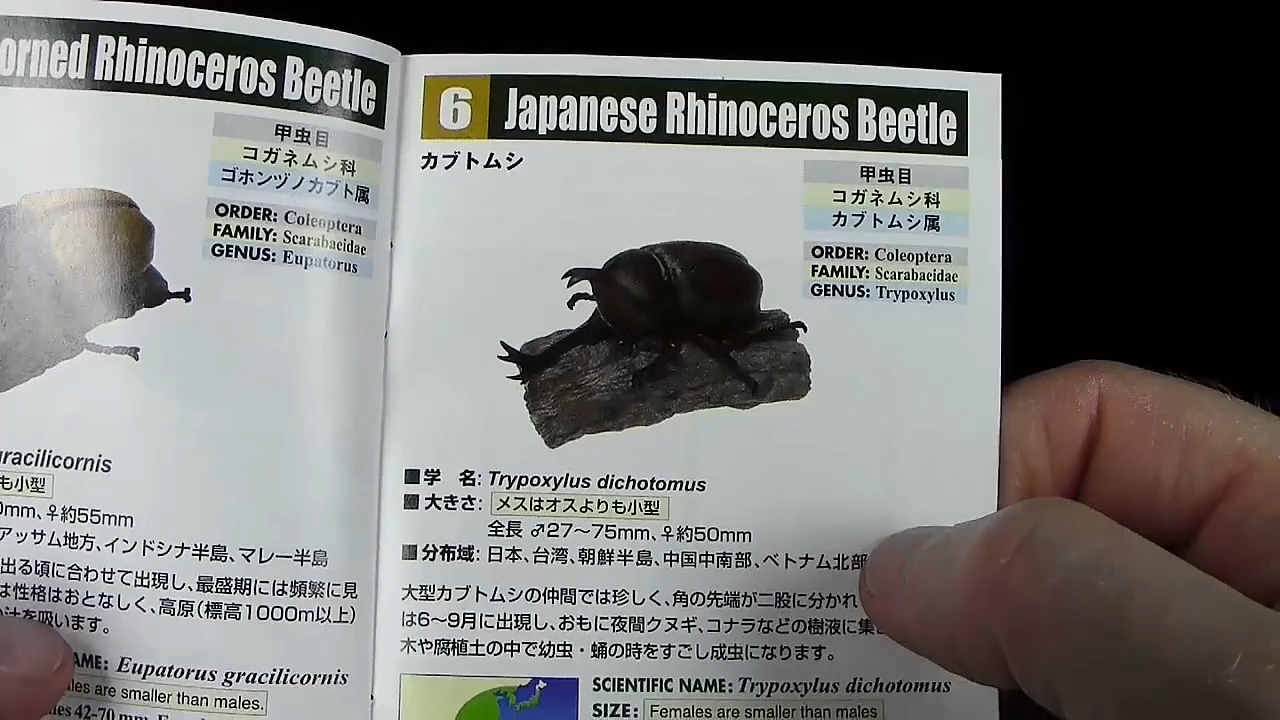 Rhinoceros Beetle
甲虫目
コガネムシ科
ゴホンヅノカブト属
ORDER: Coleoptera
FAMILY: Scarabaeidae
GENUS: Eupatorus
も小型
♀約55mm
アッサム地方、インドシナ半島、マレー半島
出る頃に合わせて出現し、最盛期には頻繁に見
は性格はおとなしく、高原(標高1000m以上)
を吸います。
Eupatorus gracilicornis
are smaller than males.
42-70 mm,
6 Japanese Rhinoceros Beetle
カブトムシ
甲虫目
コガネムシ科
カブトムシ属
ORDER: Coleoptera
FAMILY: Scarabaeidae
GENUS: Trypoxylus
■学 名: Trypoxylus dichotomus
■大きさ: メスはオスよりも小型
全長 ♂27〜75mm、♀約50mm
■分布域: 日本、台湾、朝鮮半島、中国中南部、ベトナム北部
大型カブトムシの仲間では珍しく、角の先端が二股に分かれ
は6〜9月に出現し、おもに夜間クヌギ、コナラなどの樹液に集
木や腐植土の中で幼虫・蛹の時をすごし成虫になります。
SCIENTIFIC NAME: Trypoxylus dichotomus
SIZE: Females are smaller than males